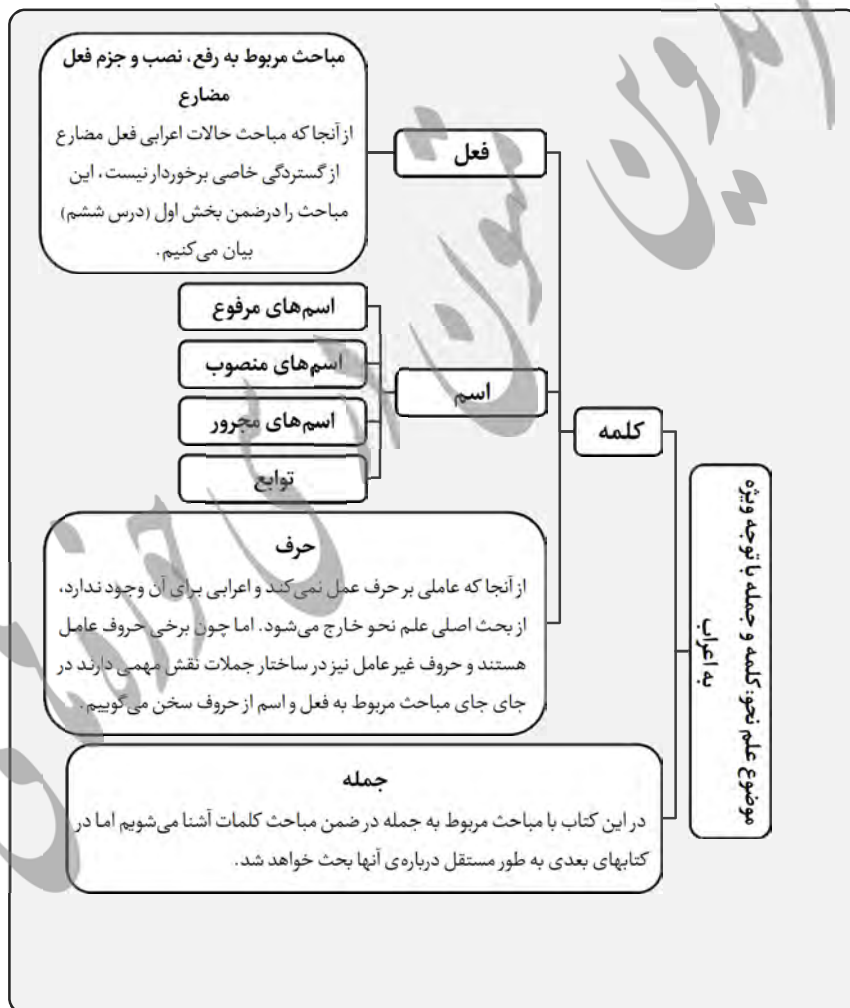 موضوع علم نحو: کلمه و جمله با توجه ویژه
به اعراب
کلمه
فعل
مباحث مربوط به رفع، نصب و جزم فعل
مضارع
از آنجا که مباحث حالات اعرابی فعل مضارع
از گستردگی خاصی برخوردار نیست، این
مباحث را درضمن بخش اول (درس ششم)
بیان می‌کنیم.
اسم
اسم‌های مرفوع
اسم‌های منصوب
اسم‌های مجرور
توابع
حرف
از آنجا که عاملی بر حرف عمل نمی‌کند و اعرابی برای آن وجود ندارد،
از بحث اصلی علم نحو خارج می‌شود. اما چون برخی حروف عامل
هستند و حروف غیر عامل نیز در ساختار جملات نقش مهمی دارند در
جای جای مباحث مربوط به فعل و اسم از حروف سخن می‌گوییم.
جمله
در این کتاب با مباحث مربوط به جمله در ضمن مباحث کلمات آشنا می‌شویم اما در
کتابهای بعدی به طور مستقل درباره‌ی آنها بحث خواهد شد.